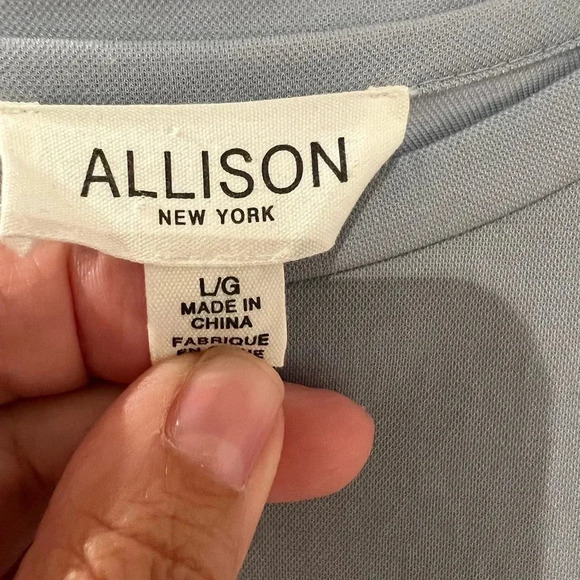 ALLISON
NEW YORK
L/G
MADE IN
CHINA
FABRIQUE